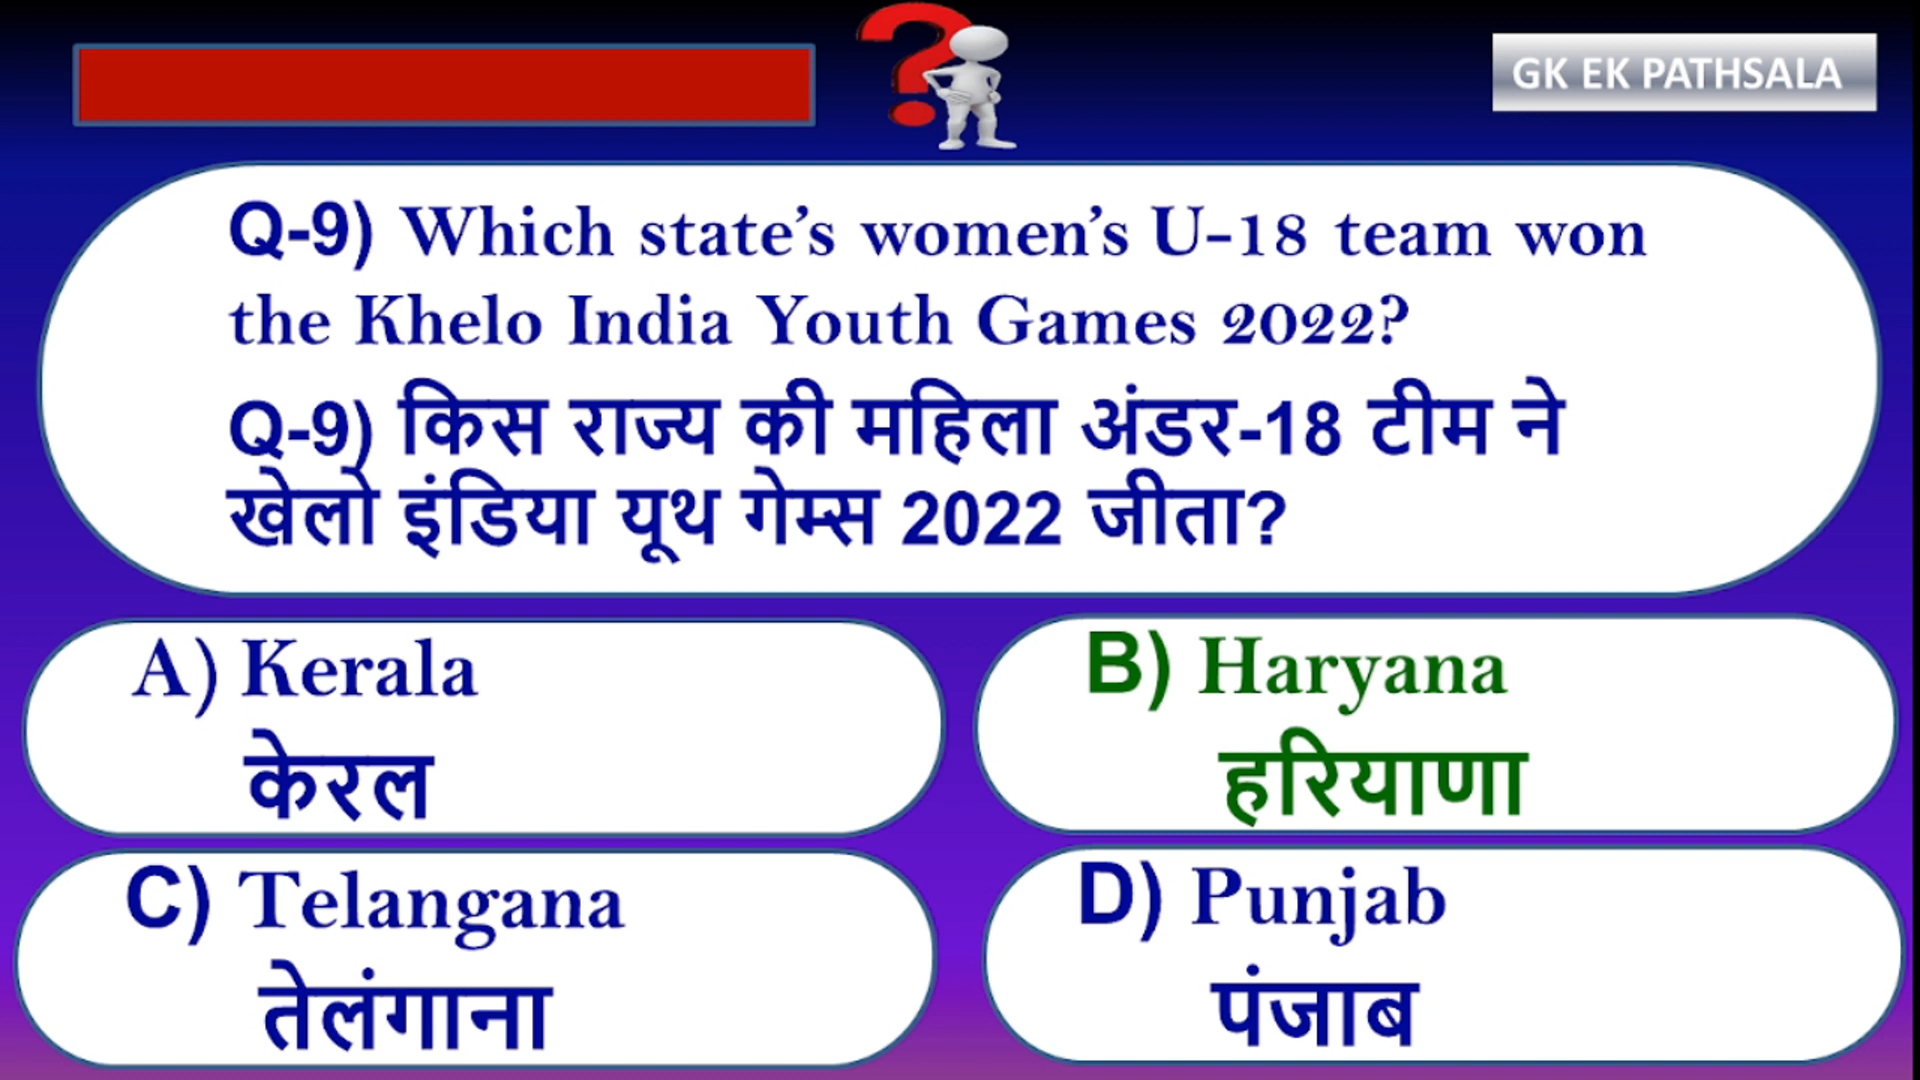 GK EK PATHSALA
Q-9) Which state's women's U-18 team won
the Khelo India Youth Games 2022?
Q-9) किस राज्य की महिला अंडर-18 टीम ने
खेलो इंडिया यूथ गेम्स 2022 जीता?
A) Kerala
केरल
B) Haryana
हरियाणा
C) Telangana
तेलंगाना
D) Punjab
पंजाब